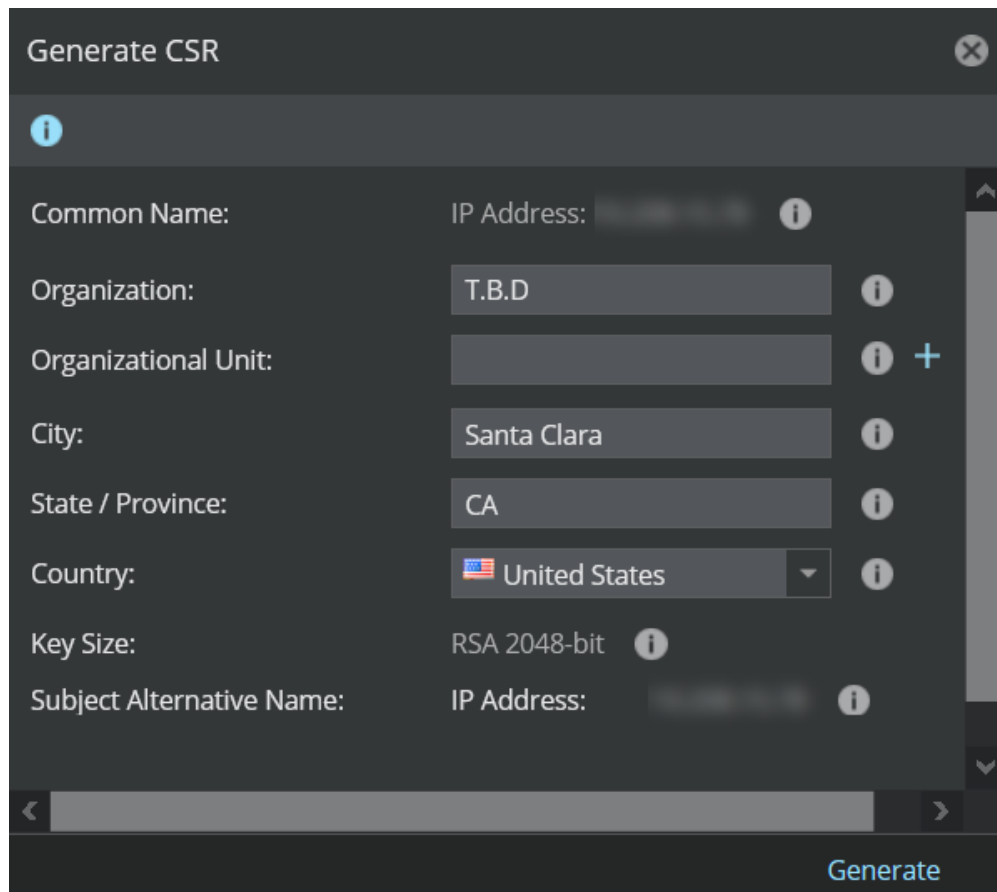 Generate CSR
Common Name: IP Address:
Organization: T.B.D
Organizational Unit:
City: Santa Clara
State / Province: CA
Country: United States
Key Size: RSA 2048-bit
Subject Alternative Name: IP Address:
Generate